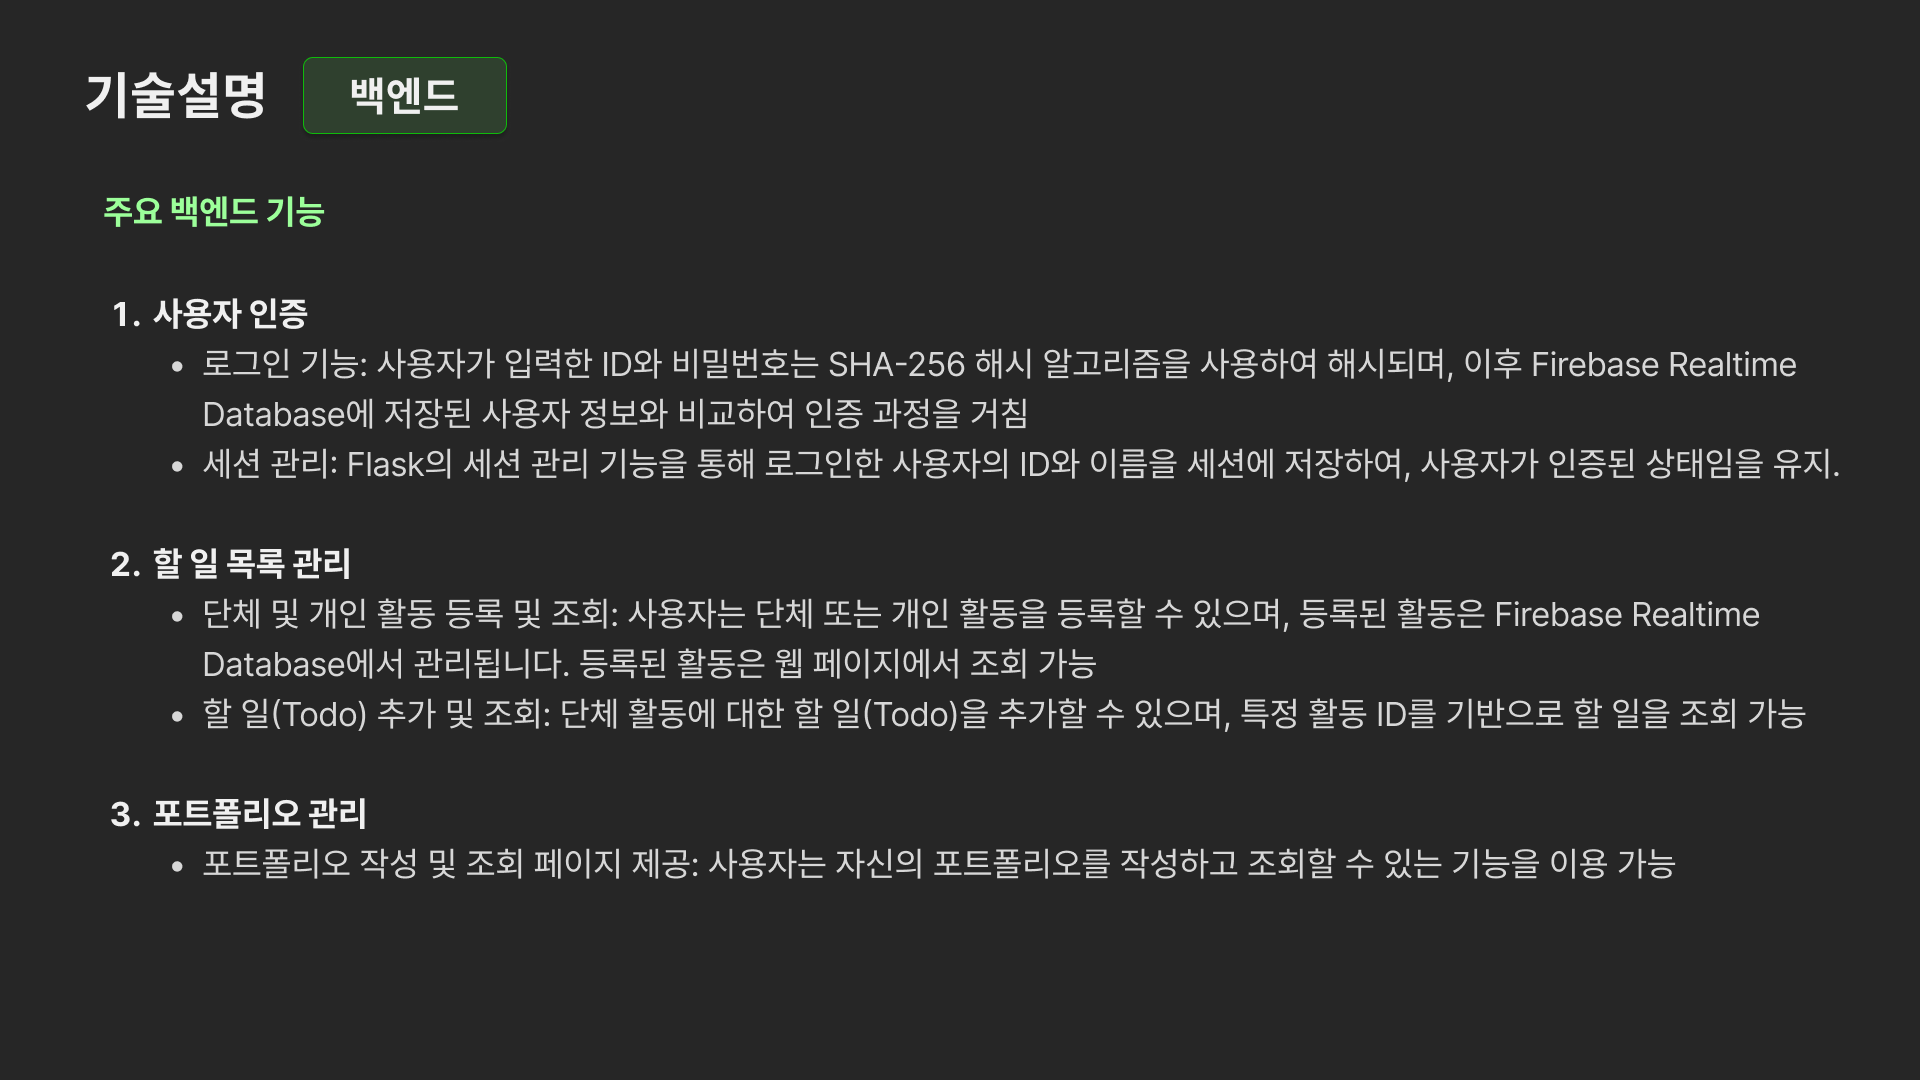 기술설명 백엔드
주요 백엔드 기능
1. 사용자 인증
• 로그인 기능: 사용자가 입력한 ID와 비밀번호는 SHA-256 해시 알고리즘을 사용하여 해시되며, 이후 Firebase Realtime
Database에 저장된 사용자 정보와 비교하여 인증 과정을 거침
• 세션 관리: Flask의 세션 관리 기능을 통해 로그인한 사용자의 ID와 이름을 세션에 저장하여, 사용자가 인증된 상태임을 유지.
2. 할 일 목록 관리
• 단체 및 개인 활동 등록 및 조회: 사용자는 단체 또는 개인 활동을 등록할 수 있으며, 등록된 활동은 Firebase Realtime
Database에서 관리됩니다. 등록된 활동은 웹 페이지에서 조회 가능
• 할 일(Todo) 추가 및 조회: 단체 활동에 대한 할 일(Todo)을 추가할 수 있으며, 특정 활동 ID를 기반으로 할 일을 조회 가능
3. 포트폴리오 관리
• 포트폴리오 작성 및 조회 페이지 제공: 사용자는 자신의 포트폴리오를 작성하고 조회할 수 있는 기능을 이용 가능